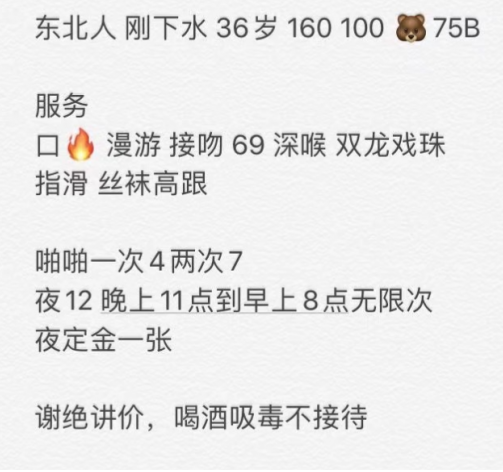 东北人 刚下水 36岁 160 100 🐻 75B
服务
口🔥 漫游 接吻 69 深喉 双龙戏珠
指滑 丝袜高跟
啪啪一次4两次7
夜12 晚上11点到早上8点无限次
夜定金一张
谢绝讲价，喝酒吸毒不接待